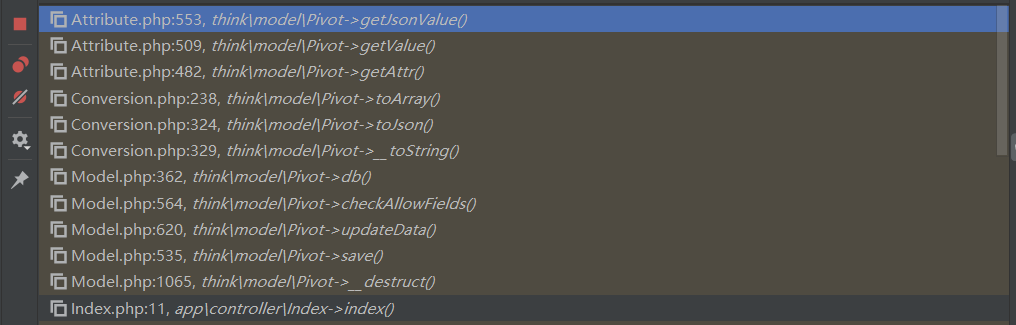 Attribute.php:553, think\model\Pivot->getJsonValue()
Attribute.php:509, think\model\Pivot->getValue()
Attribute.php:482, think\model\Pivot->getAttr()
Conversion.php:238, think\model\Pivot->toArray()
Conversion.php:324, think\model\Pivot->toJson()
Conversion.php:329, think\model\Pivot->__toString()
Model.php:362, think\model\Pivot->db()
Model.php:564, think\model\Pivot->checkAllowFields()
Model.php:620, think\model\Pivot->updateData()
Model.php:535, think\model\Pivot->save()
Model.php:1065, think\model\Pivot->__destruct()
Index.php:11, app\controller\Index->index()